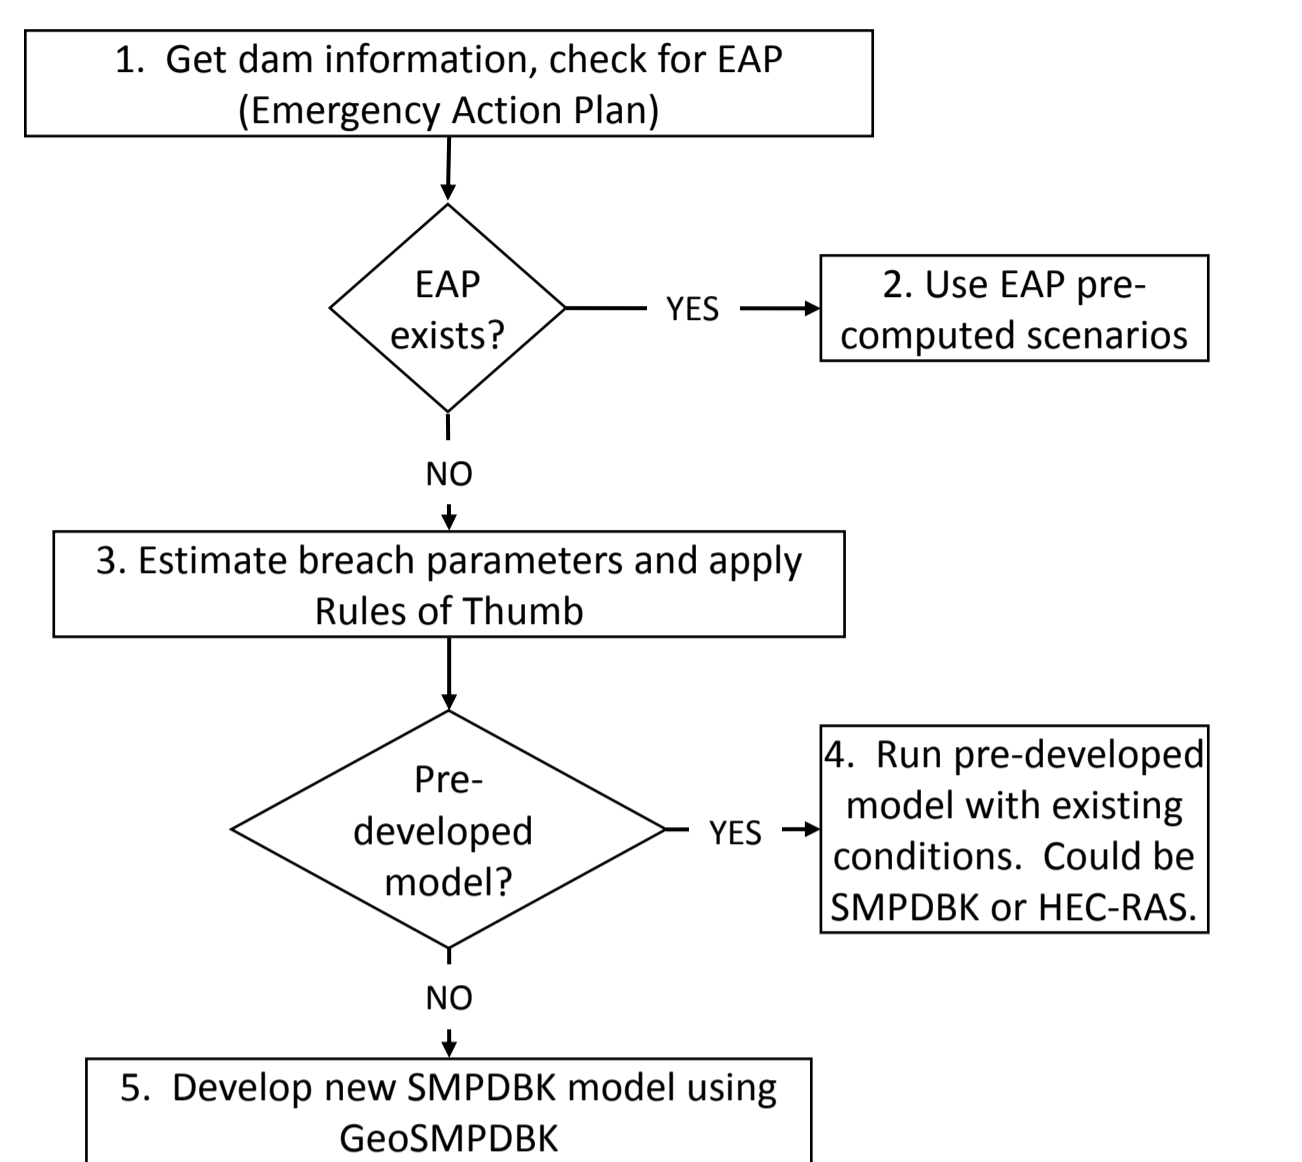 1.  Get dam information, check for EAP
(Emergency Action Plan)
EAP
exists?
YES
2. Use EAP pre-
computed scenarios
NO
3. Estimate breach parameters and apply
Rules of Thumb
Pre-
developed
model?
YES
4.  Run pre-developed
model with existing
conditions.  Could be
SMPDBK or HEC-RAS.
NO
5.  Develop new SMPDBK model using
GeoSMPDBK